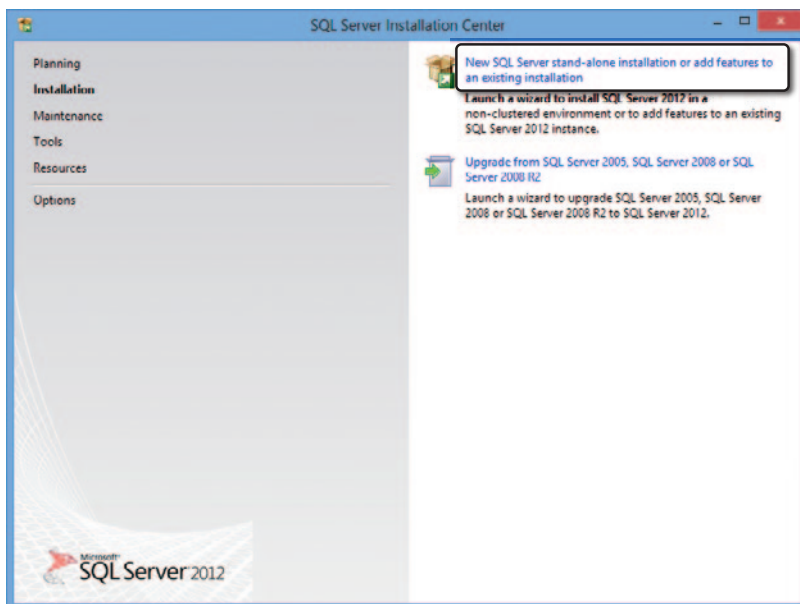 SQL Server Installation Center
Planning
Installation
Maintenance
Tools
Resources
Options
New SQL Server stand-alone installation or add features to
an existing installation
Launch a wizard to install SQL Server 2012 in a
non-clustered environment or to add features to an existing
SQL Server 2012 instance.
Upgrade from SQL Server 2005, SQL Server 2008 or SQL
Server 2008 R2
Launch a wizard to upgrade SQL Server 2005, SQL Server
2008 or SQL Server 2008 R2 to SQL Server 2012.
Microsoft
SQL Server 2012